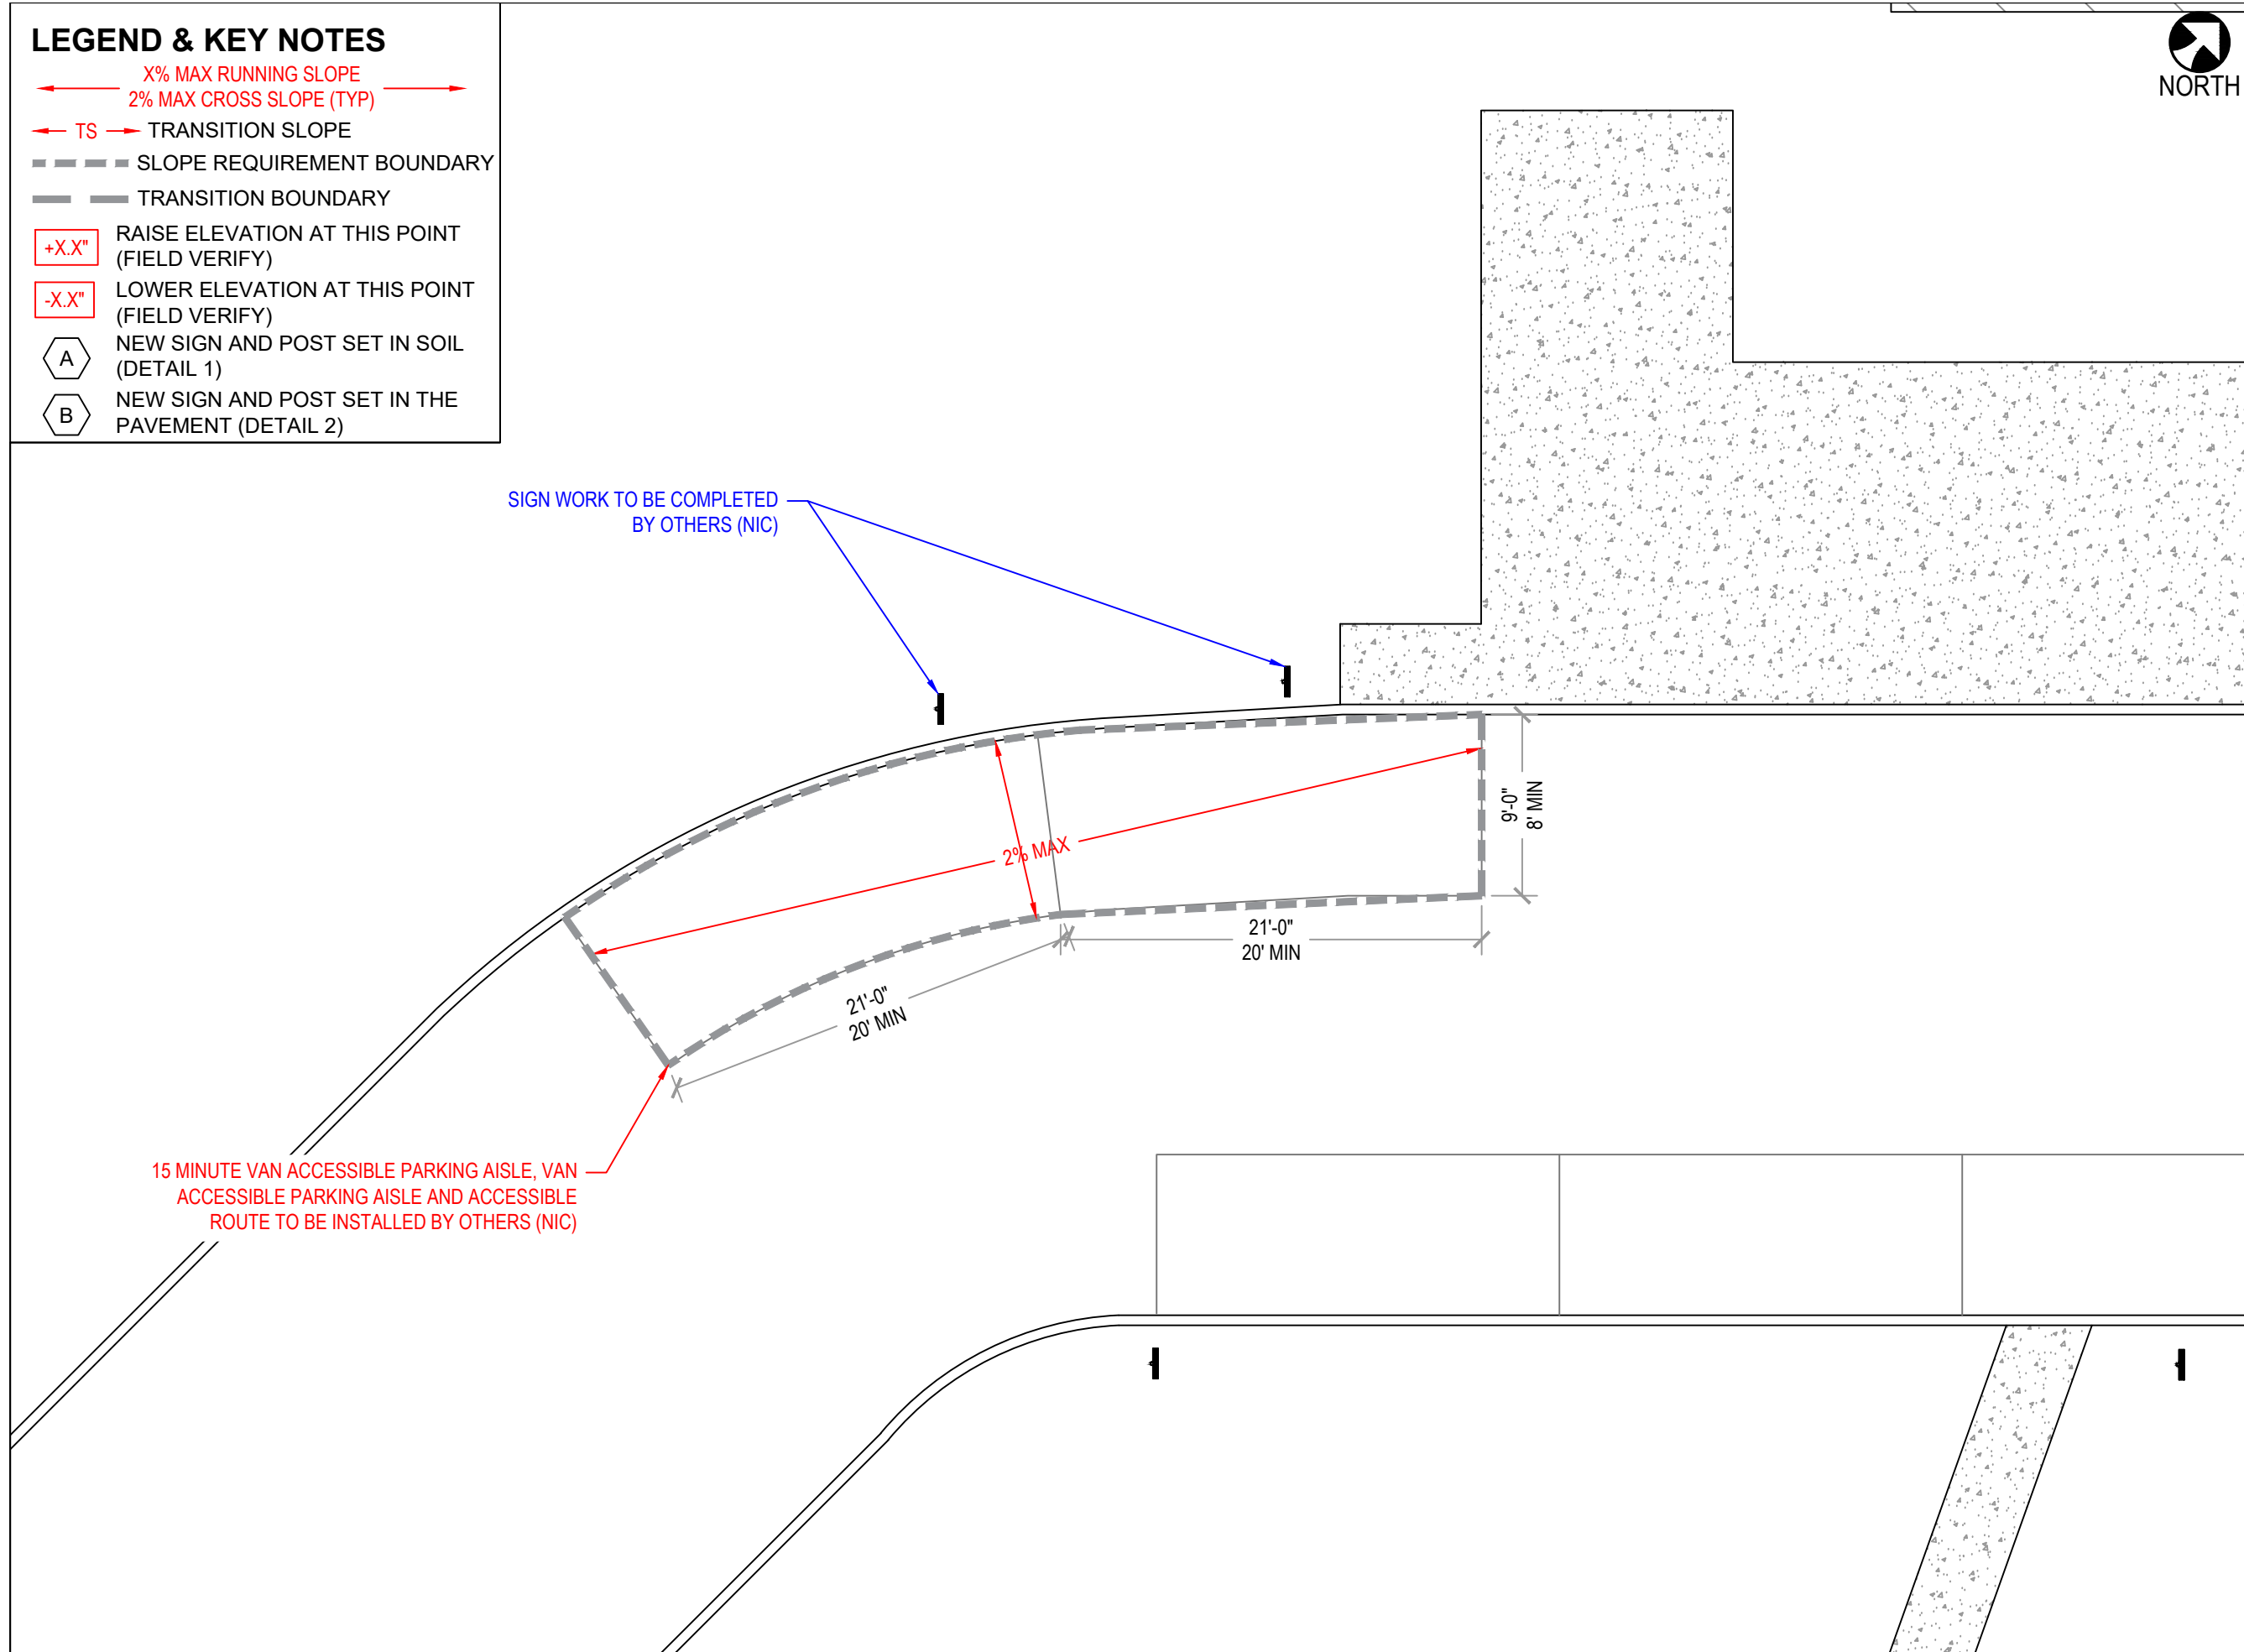 LEGEND & KEY NOTES
X% MAX RUNNING SLOPE
2% MAX CROSS SLOPE (TYP)
TS TRANSITION SLOPE
SLOPE REQUIREMENT BOUNDARY
TRANSITION BOUNDARY
+X.X" RAISE ELEVATION AT THIS POINT
(FIELD VERIFY)
-X.X" LOWER ELEVATION AT THIS POINT
(FIELD VERIFY)
A NEW SIGN AND POST SET IN SOIL
(DETAIL 1)
B NEW SIGN AND POST SET IN THE
PAVEMENT (DETAIL 2)
NORTH
SIGN WORK TO BE COMPLETED
BY OTHERS (NIC)
2% MAX
9'-0"
8' MIN
21'-0"
20' MIN
21'-0"
20' MIN
15 MINUTE VAN ACCESSIBLE PARKING AISLE, VAN
ACCESSIBLE PARKING AISLE AND ACCESSIBLE
ROUTE TO BE INSTALLED BY OTHERS (NIC)